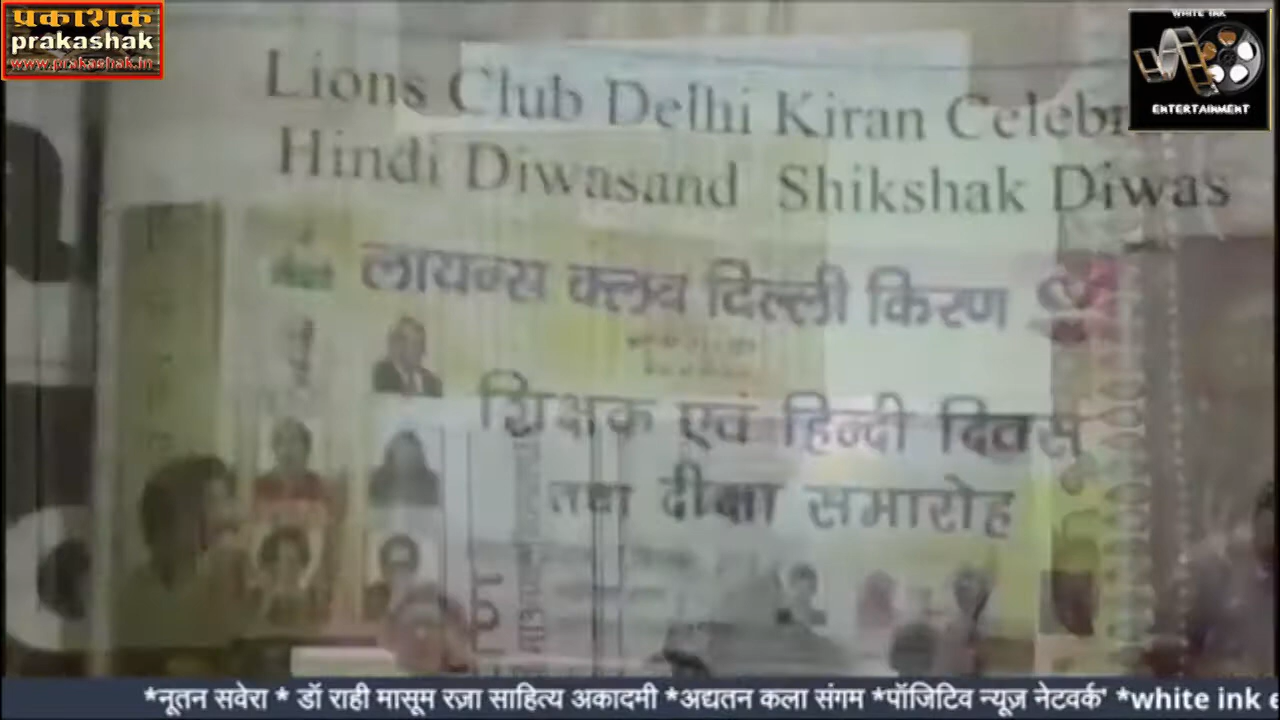 प्रकाशक
prakashak
www.prakashak.in
WHITE INK
ENTERTAINMENT
Lions Club Delhi Kiran Celebr
Hindi Diwasand Shikshak Diwas
लायन्स क्लब दिल्ली किरण
शिक्षक एवं हिन्दी दिवस
तथा दीक्षा समारोह
*नूतन सवेरा * डॉ राही मासूम रज़ा साहित्य अकादमी *अद्यतन कला संगम *पॉजिटिव न्यूज़ नेटवर्क' *white ink e